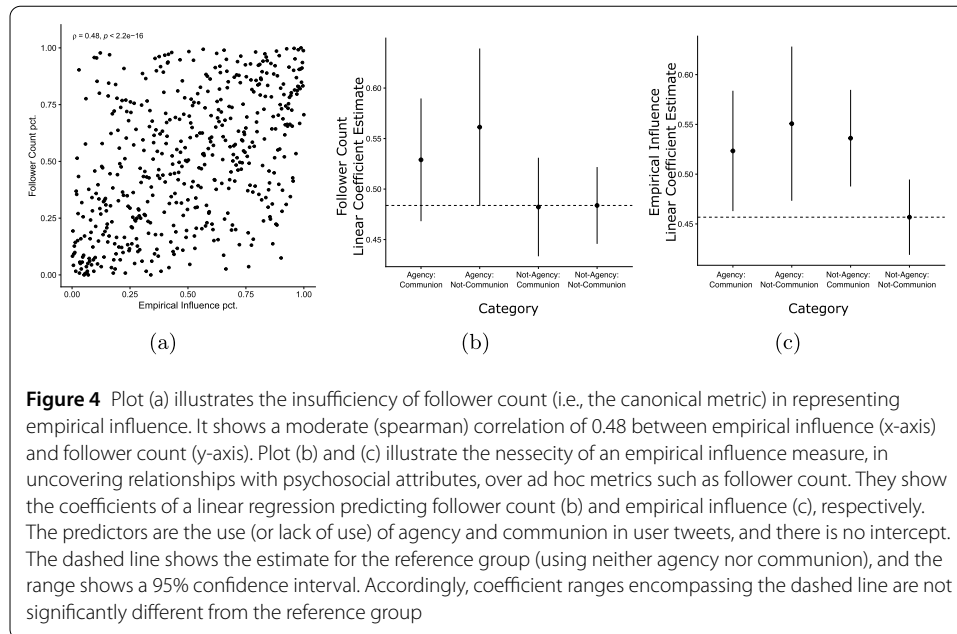 ρ = 0.48, p < 2.2e−16
1.00
0.75
0.50
0.25
0.00
Follower Count pct.
0.00 0.25 0.50 0.75 1.00
Empirical Influence pct.
(a)
Follower Count
Linear Coefficient Estimate
0.60
0.55
0.50
0.45
Agency: Agency: Not-Agency: Not-Agency:
Communion Not-Communion Communion Not-Communion
Category
(b)
Empirical Influence
Linear Coefficient Estimate
0.60
0.55
0.50
0.45
Agency: Agency: Not-Agency: Not-Agency:
Communion Not-Communion Communion Not-Communion
Category
(c)
Figure 4 Plot (a) illustrates the insufficiency of follower count (i.e., the canonical metric) in representing
empirical influence. It shows a moderate (spearman) correlation of 0.48 between empirical influence (x-axis)
and follower count (y-axis). Plot (b) and (c) illustrate the nessecity of an empirical influence measure, in
uncovering relationships with psychosocial attributes, over ad hoc metrics such as follower count. They show
the coefficients of a linear regression predicting follower count (b) and empirical influence (c), respectively.
The predictors are the use (or lack of use) of agency and communion in user tweets, and there is no intercept.
The dashed line shows the estimate for the reference group (using neither agency nor communion), and the
range shows a 95% confidence interval. Accordingly, coefficient ranges encompassing the dashed line are not
significantly different from the reference group